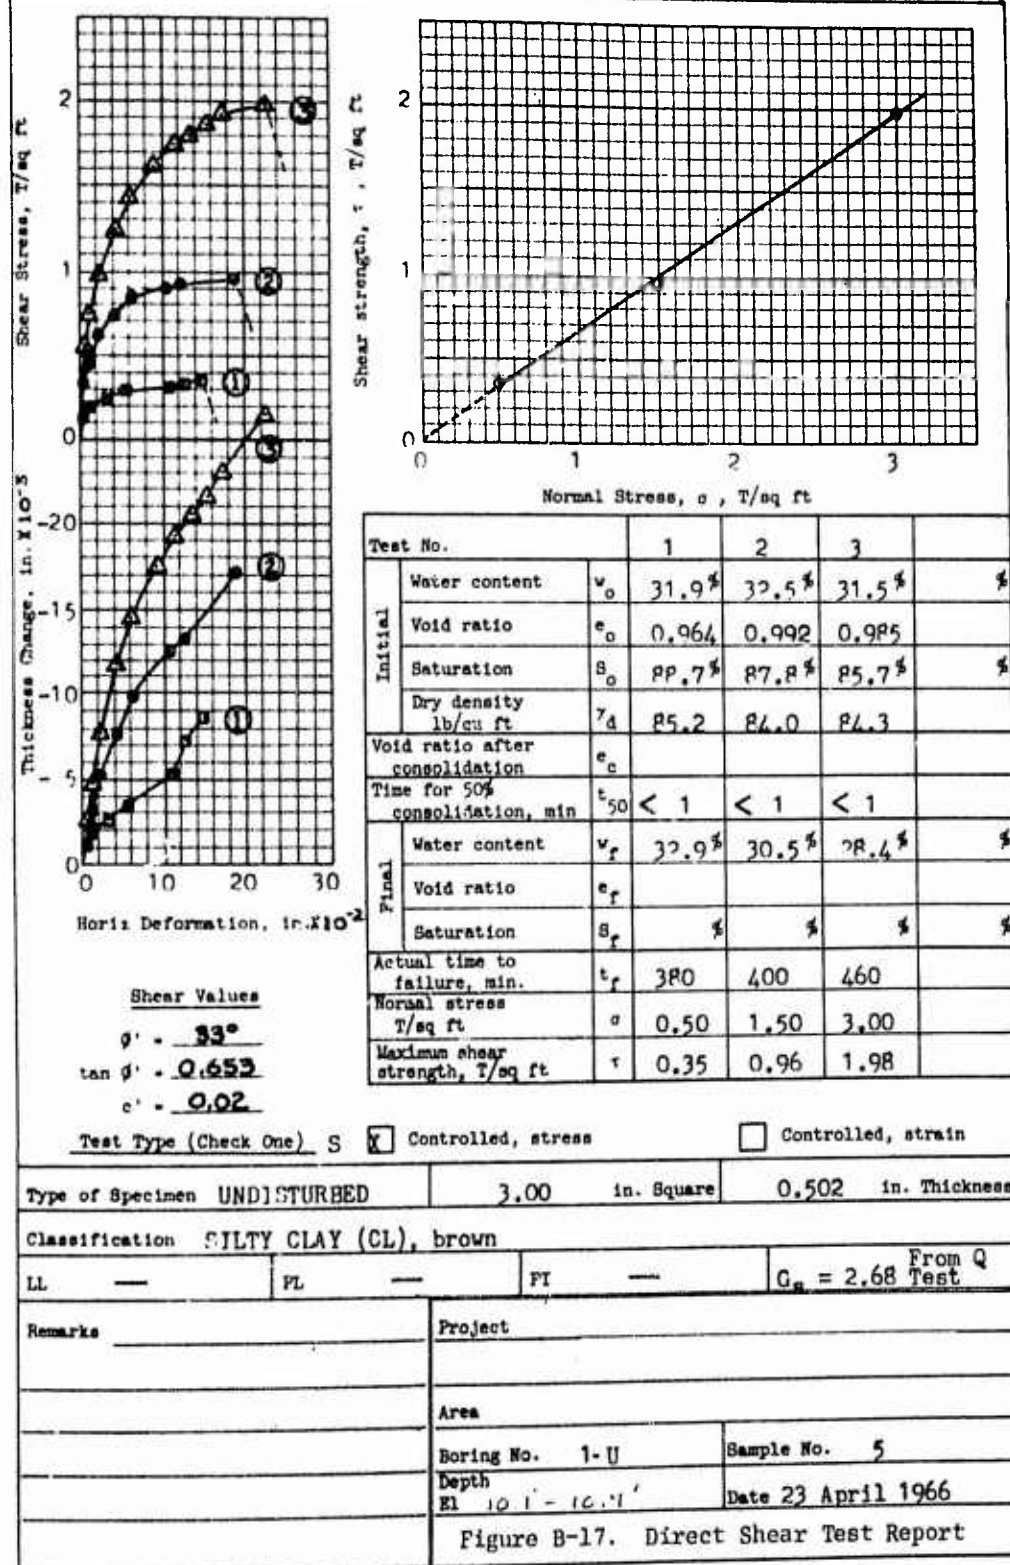 Shear Stress, T/sq ft
2
1
0
③
②
①
Thickness Change, in. X10⁻³
-20
-15
-10
- 5
0
③
②
①
0 10 20 30
Horiz Deformation, in.X10⁻²
Shear strength, τ , T/sq ft
2
1
0
0 1 2 3
Normal Stress, σ , T/sq ft
Test No. 1 2 3
Initial
Water content w₀ 31.9% 32.5% 31.5% %
Void ratio e₀ 0.964 0.992 0.985
Saturation S₀ 88.7% 87.8% 85.7% %
Dry density lb/cu ft γd 85.2 84.0 84.3
Void ratio after consolidation ec
Time for 50% consolidation, min t50 < 1 < 1 < 1
Final
Water content wf 32.9% 30.5% 28.4% %
Void ratio ef
Saturation Sf % % % %
Actual time to failure, min. tf 380 400 460
Normal stress T/sq ft σ 0.50 1.50 3.00
Maximum shear strength, T/sq ft τ 0.35 0.96 1.98
Shear Values
ø' = 33°
tan ø' = 0.653
c' = 0.02
Test Type (Check One) S X Controlled, stress Controlled, strain
Type of Specimen UNDISTURBED 3.00 in. Square 0.502 in. Thickness
Classification SILTY CLAY (CL), brown
LL — PL — PI — Gs = 2.68 From Q Test
Remarks
Project
Area
Boring No. 1-U Sample No. 5
Depth
El 10.1' -
Date 23 April 1966
Figure B-17. Direct Shear Test Report